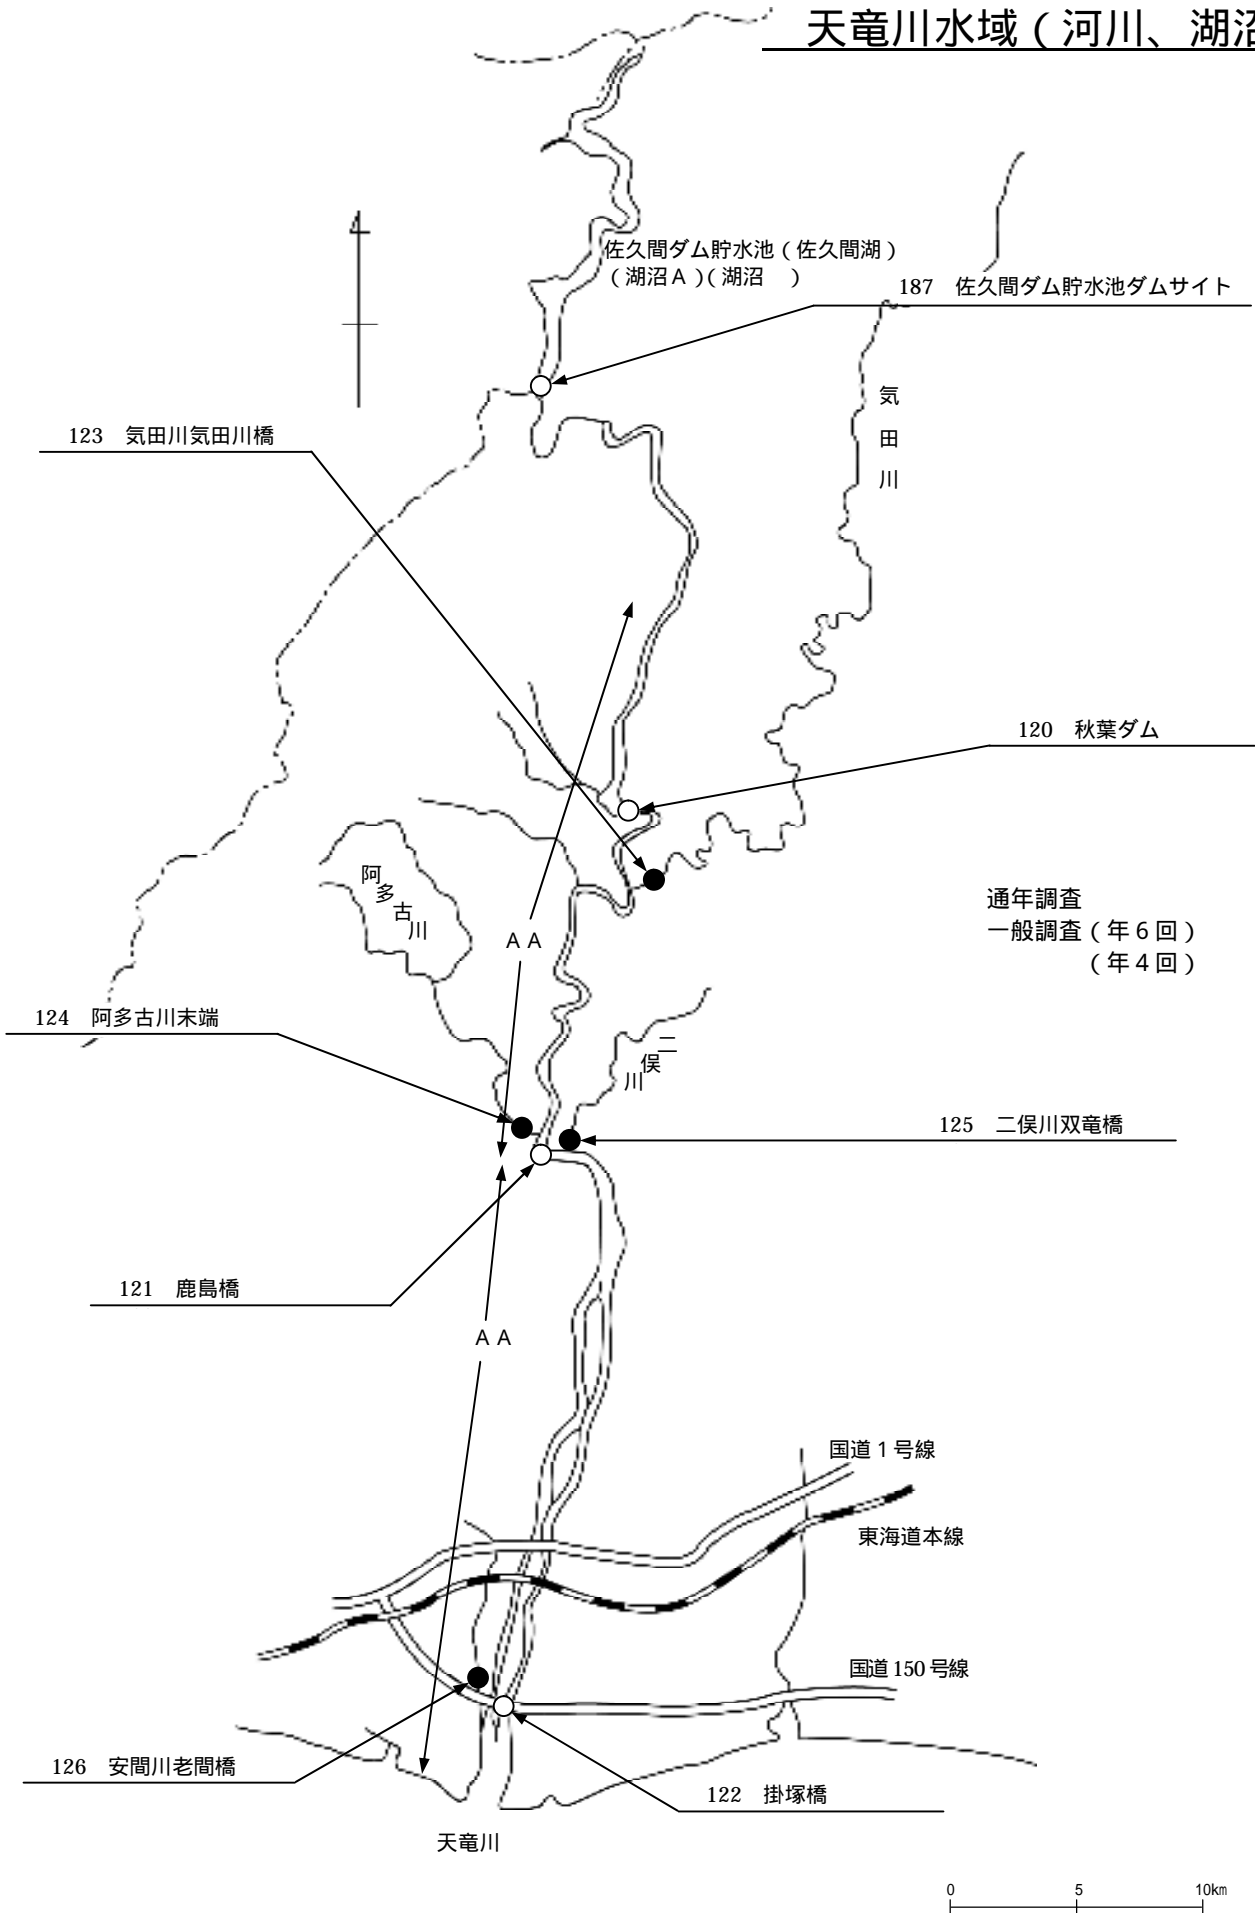 天竜川水域(河川、湖沼
佐久間ダム貯水池(佐久間湖)
(湖沼A)(湖沼 )
187 佐久間ダム貯水池ダムサイト
気田川
123 気田川気田川橋
120 秋葉ダム
阿多古川
AA
通年調査
一般調査(年6回)
(年4回)
124 阿多古川末端
二俣川
125 二俣川双竜橋
121 鹿島橋
AA
国道1号線
東海道本線
国道150号線
126 安間川老間橋
122 掛塚橋
天竜川
0 5 10km